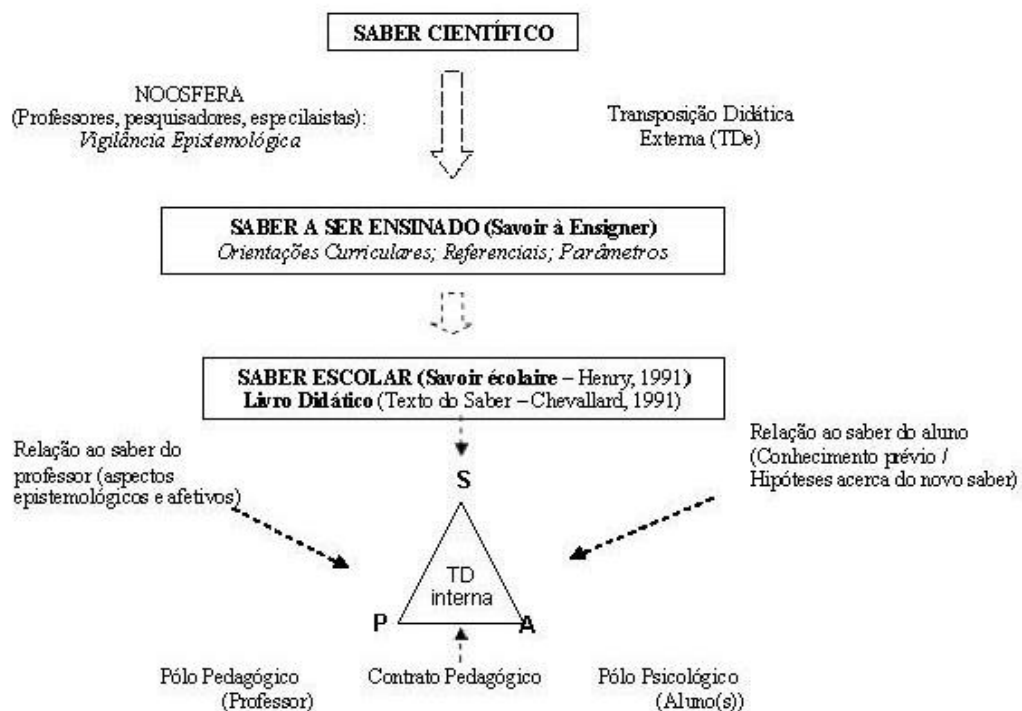 SABER CIENTÍFICO
NOOSFERA
(Professores, pesquisadores, especilaistas):
Vigilância Epistemológica
Transposição Didática
Externa (TDe)
SABER A SER ENSINADO (Savoir à Ensigner)
Orientações Curriculares; Referenciais; Parâmetros
SABER ESCOLAR (Savoir écolaire – Henry, 1991)
Livro Didático (Texto do Saber – Chevallard, 1991)
Relação ao saber do
professor (aspectos
epistemológicos e afetivos)
Relação ao saber do aluno
(Conhecimento prévio /
Hipóteses acerca do novo saber)
S
TD
interna
P
A
Pólo Pedagógico
(Professor)
Contrato Pedagógico
Pólo Psicológico
(Aluno(s))